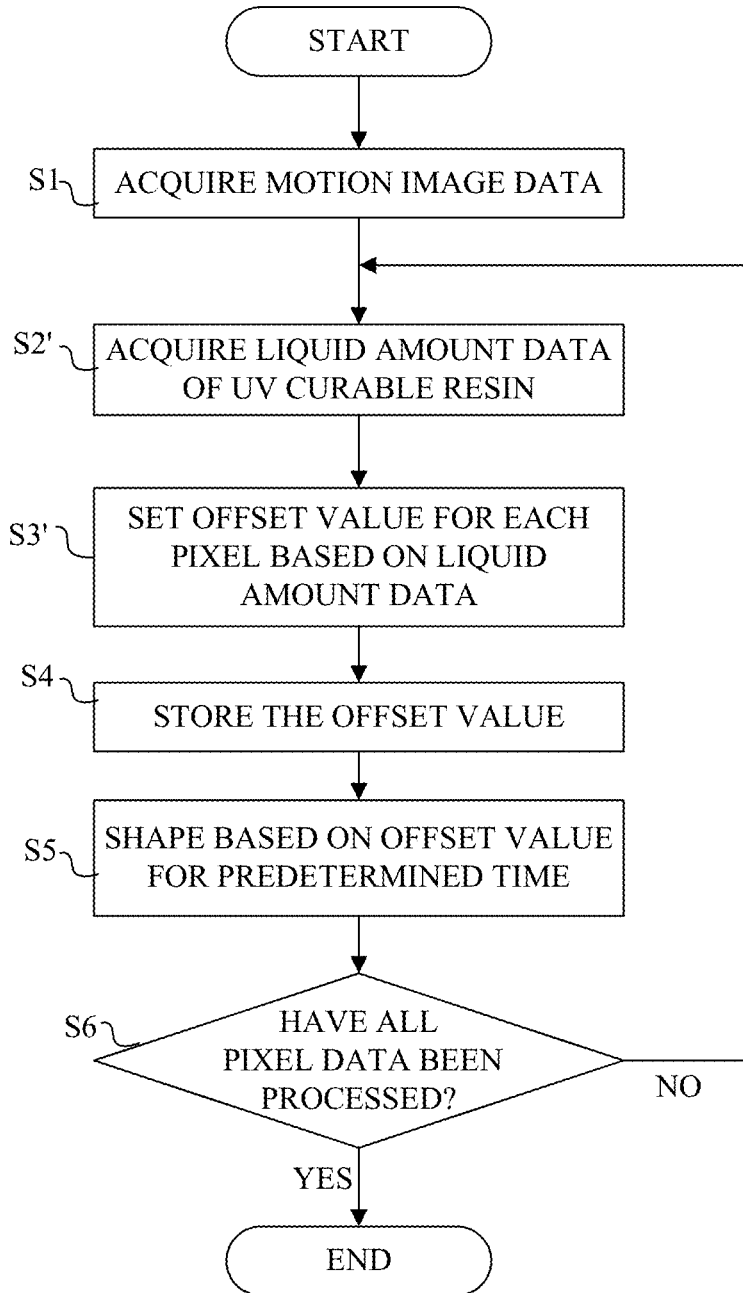 START
S1
ACQUIRE MOTION IMAGE DATA
S2'
ACQUIRE LIQUID AMOUNT DATA
OF UV CURABLE RESIN
S3'
SET OFFSET VALUE FOR EACH
PIXEL BASED ON LIQUID
AMOUNT DATA
S4
STORE THE OFFSET VALUE
S5
SHAPE BASED ON OFFSET VALUE
FOR PREDETERMINED TIME
S6
HAVE ALL
PIXEL DATA BEEN
PROCESSED?
NO
YES
END